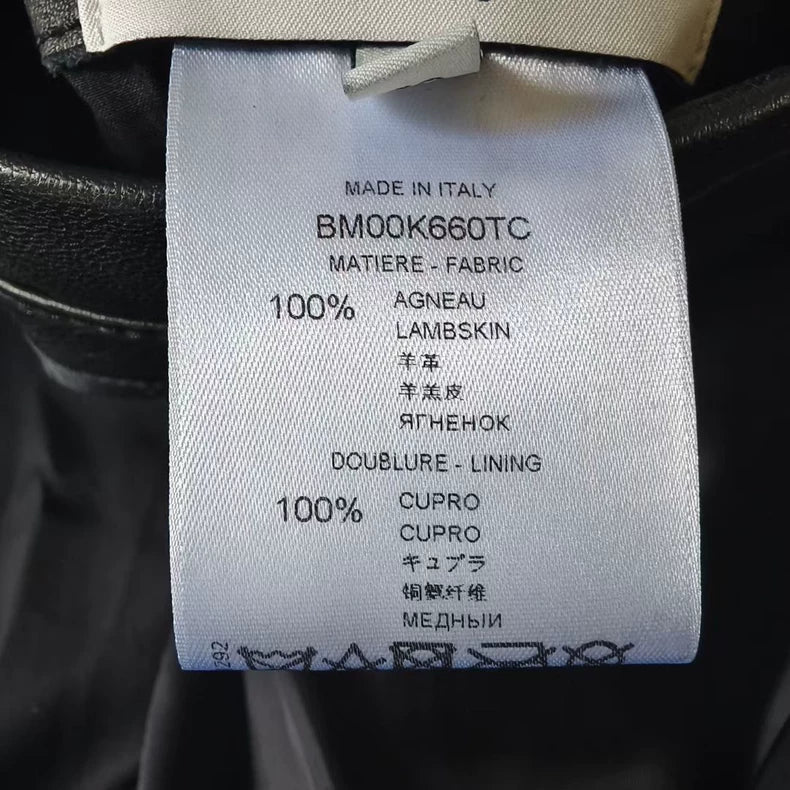 MADE IN ITALY
BM00K660TC
MATIERE - FABRIC
100% AGNEAU
LAMBSKIN
羊革
羊羔皮
ЯГНЕНОК
DOUBLURE - LINING
100% CUPRO
CUPRO
キュプラ
铜氨纤维
МЕДНЫИ
292